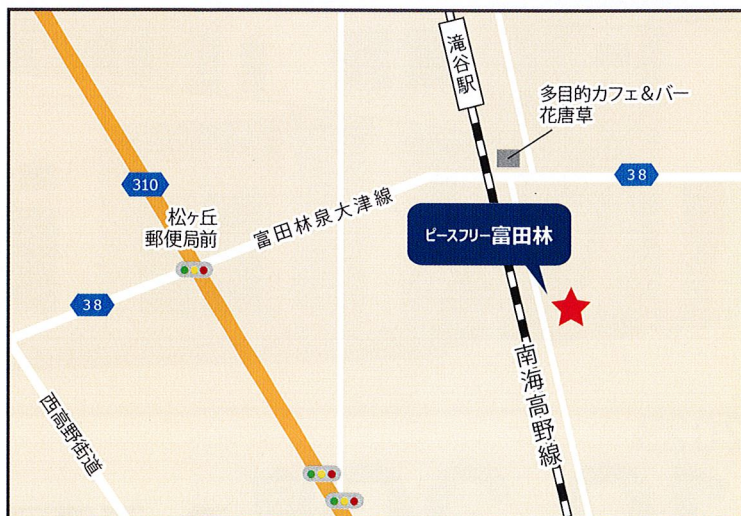 滝谷駅
多目的カフェ&バー
花唐草
310
松ヶ丘
郵便局前
富田林泉大津線
38
ピースフリー富田林
38
西高野街道
南海高野線